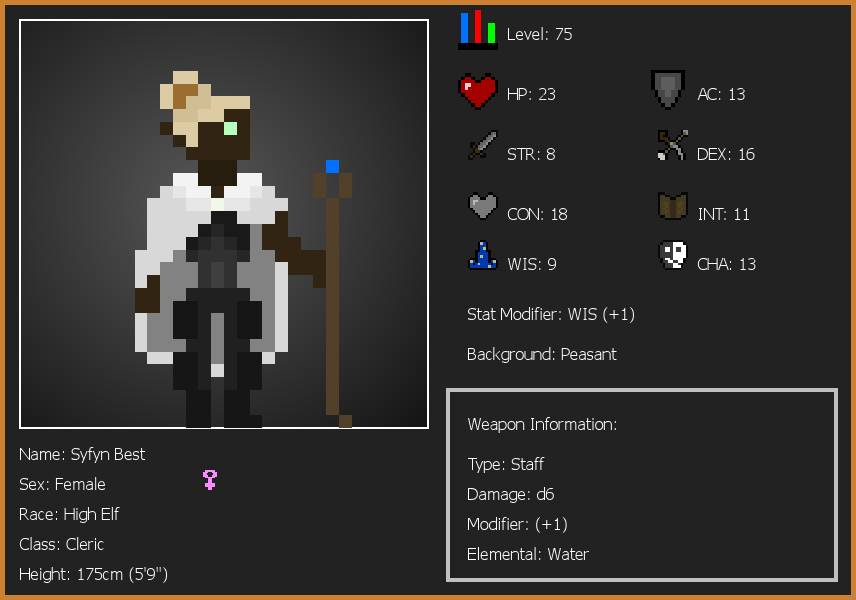 Level: 75
HP: 23
AC: 13
STR: 8
DEX: 16
CON: 18
INT: 11
WIS: 9
CHA: 13
Stat Modifier: WIS (+1)
Background: Peasant
Weapon Information:
Type: Staff
Damage: d6
Modifier: (+1)
Elemental: Water
Name: Syfyn Best
Sex: Female
Race: High Elf
Class: Cleric
Height: 175cm (5'9")